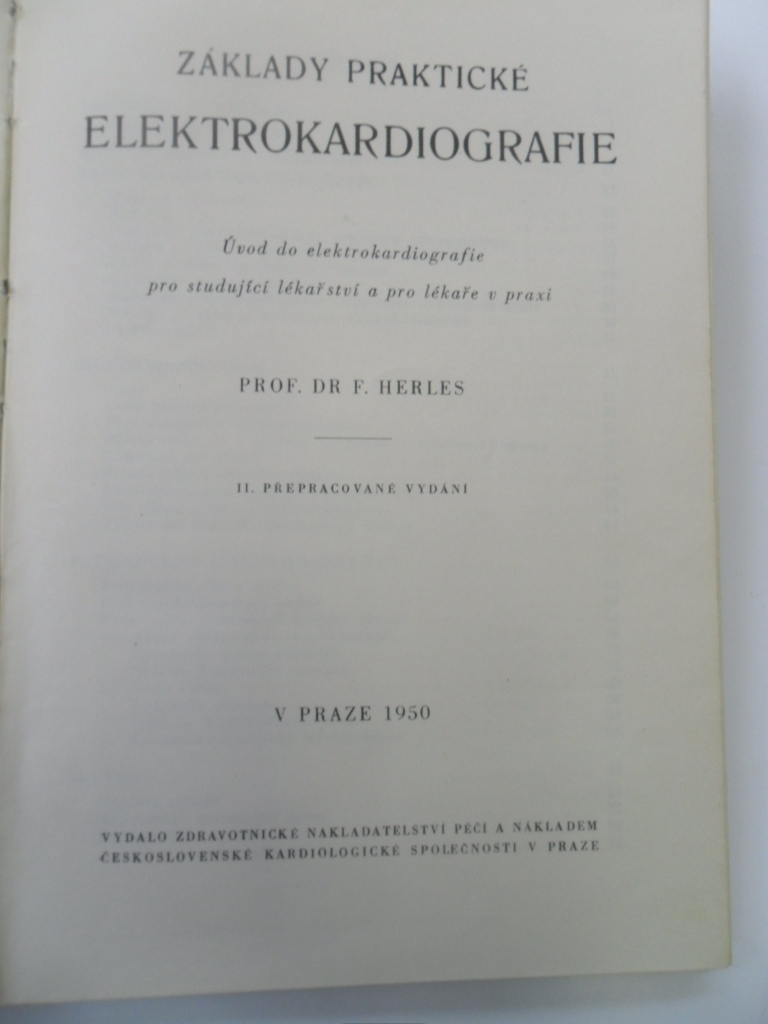 ZÁKLADY PRAKTICKÉ
ELEKTROKARDIOGRAFIE
Úvod do elektrokardiografie
pro studující lékařství a pro lékaře v praxi
PROF. DR F. HERLES
II. PŘEPRACOVANÉ VYDÁNÍ
V PRAZE 1950
VYDALO ZDRAVOTNICKÉ NAKLADATELSTVÍ PÉČÍ A NÁKLADEM
ČESKOSLOVENSKÉ KARDIOLOGICKÉ SPOLEČNOSTI V PRAZE